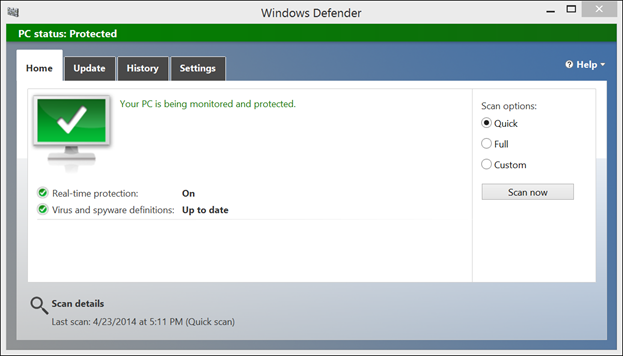 Windows Defender
PC status: Protected
Home
Update
History
Settings
Help
Your PC is being monitored and protected.
Real-time protection: On
Virus and spyware definitions: Up to date
Scan options:
Quick
Full
Custom
Scan now
Scan details
Last scan: 4/23/2014 at 5:11 PM (Quick scan)